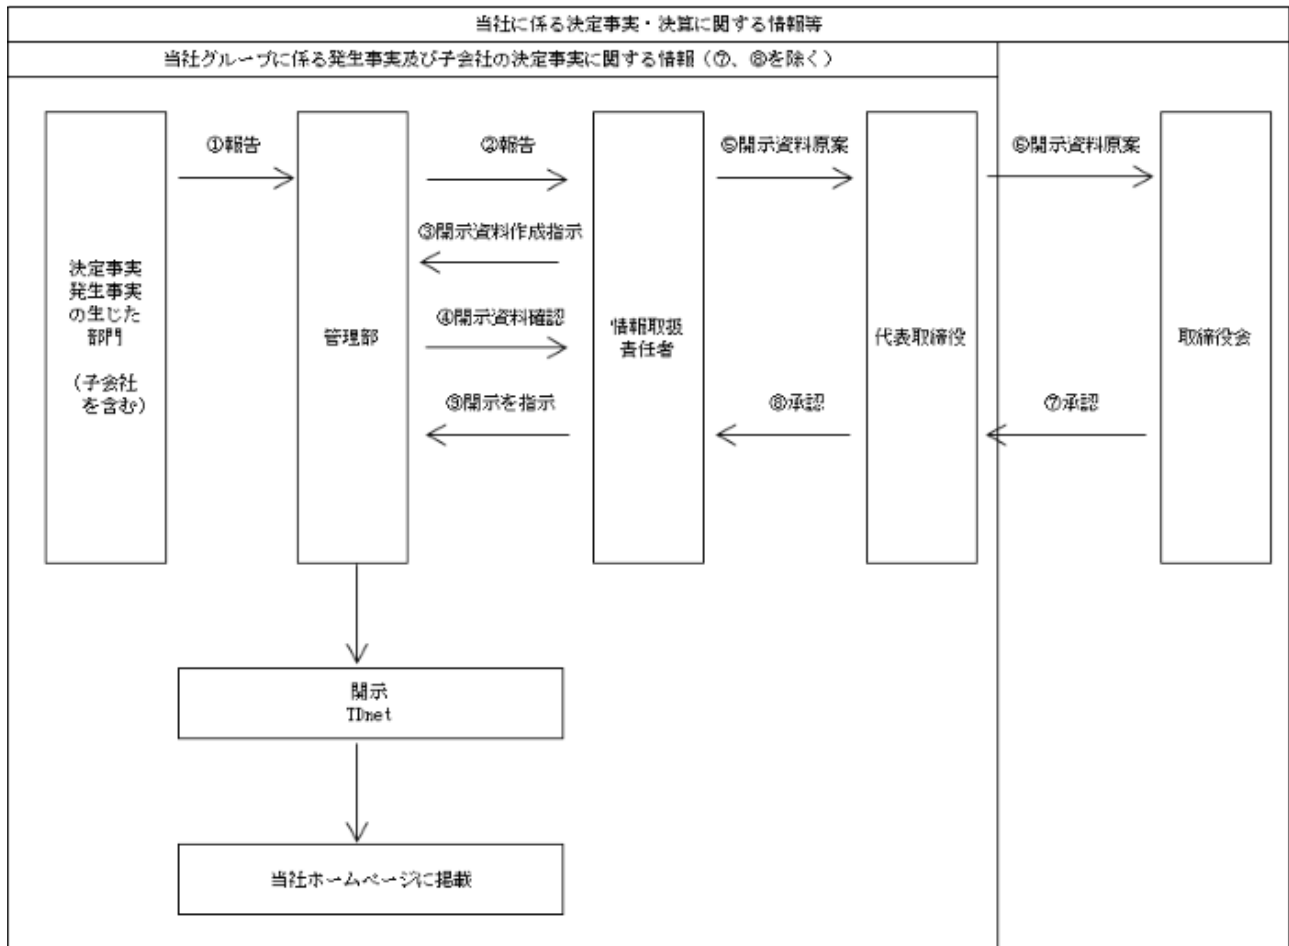 当社に係る決定事実・決算に関する情報等
当社グループに係る発生事実及び子会社の決定事実に関する情報（⑦、⑧を除く）
①報告
②報告
⑤開示資料原案
⑥開示資料原案
③開示資料作成指示
④開示資料確認
⑨開示を指示
⑧承認
⑦承認
決定事実
発生事実
の生じた
部門
（子会社
を含む）
管理部
情報取扱
責任者
代表取締役
取締役会
開示
TDnet
当社ホームページに掲載